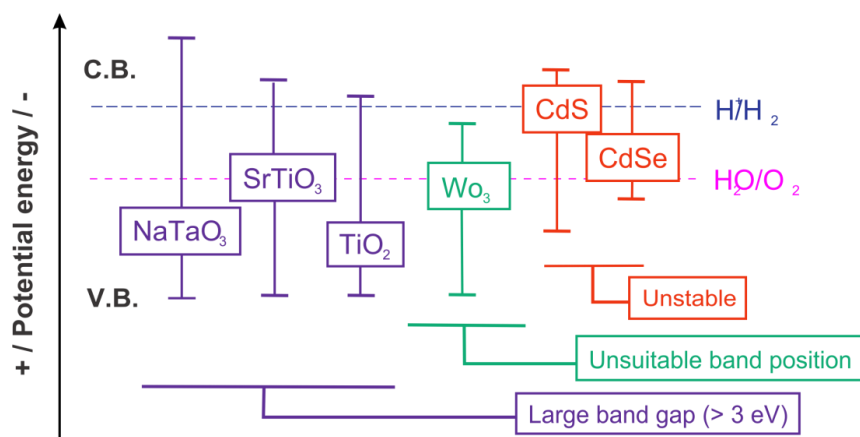 + / Potential energy / -
C.B.
V.B.
NaTaO₃
SrTiO₃
TiO₂
Wo₃
CdS
CdSe
H⁺/H₂
H₂O/O₂
Unstable
Unsuitable band position
Large band gap (> 3 eV)